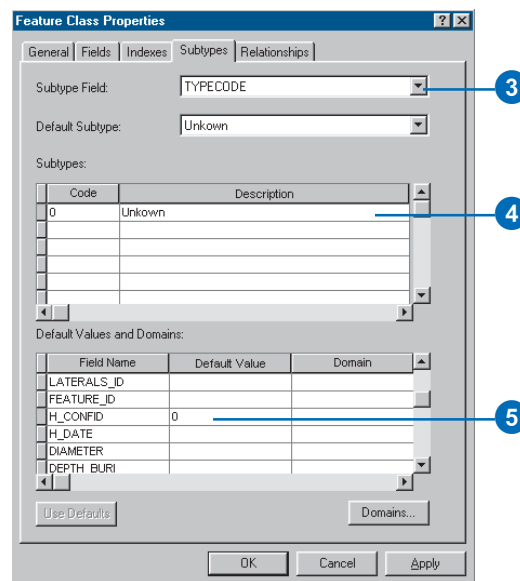 Feature Class Properties
General Fields Indexes Subtypes Relationships
Subtype Field: TYPECODE
3
Default Subtype: Unkown
Subtypes:
Code Description
0 Unkown
4
Default Values and Domains:
Field Name Default Value Domain
LATERALS_ID
FEATURE_ID
H_CONFID 0
5
H_DATE
DIAMETER
DEPTH_BURI
Use Defaults Domains...
OK Cancel Apply